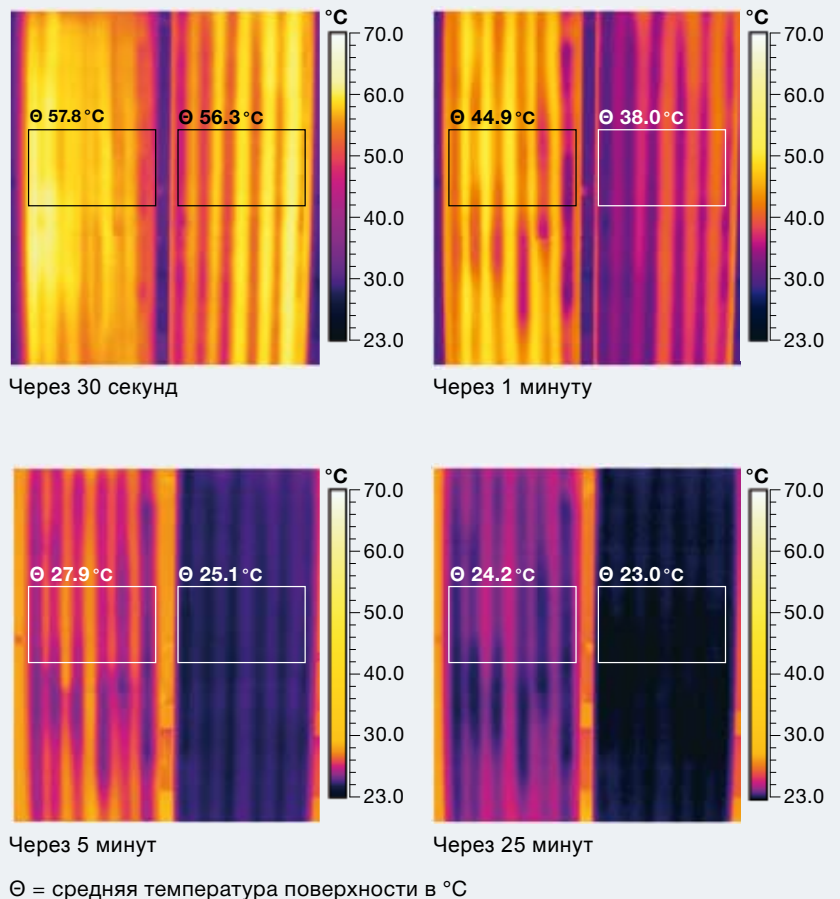 °C
70.0
60.0
50.0
40.0
30.0
23.0
Θ 57.8 °C
Θ 56.3 °C
Через 30 секунд
°C
70.0
60.0
50.0
40.0
30.0
23.0
Θ 44.9 °C
Θ 38.0 °C
Через 1 минуту
°C
70.0
60.0
50.0
40.0
30.0
23.0
Θ 27.9 °C
Θ 25.1 °C
Через 5 минут
°C
70.0
60.0
50.0
40.0
30.0
23.0
Θ 24.2 °C
Θ 23.0 °C
Через 25 минут
Θ = средняя температура поверхности в °C